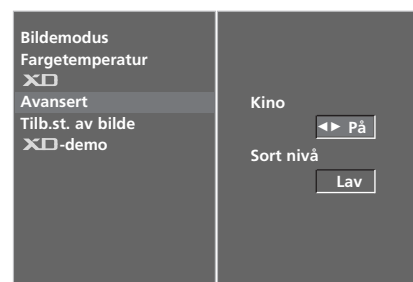 Bildemodus
Fargetemperatur
XD
Avansert
Tilb.st. av bilde
XD-demo
Kino
◄► På
Sort nivå
Lav